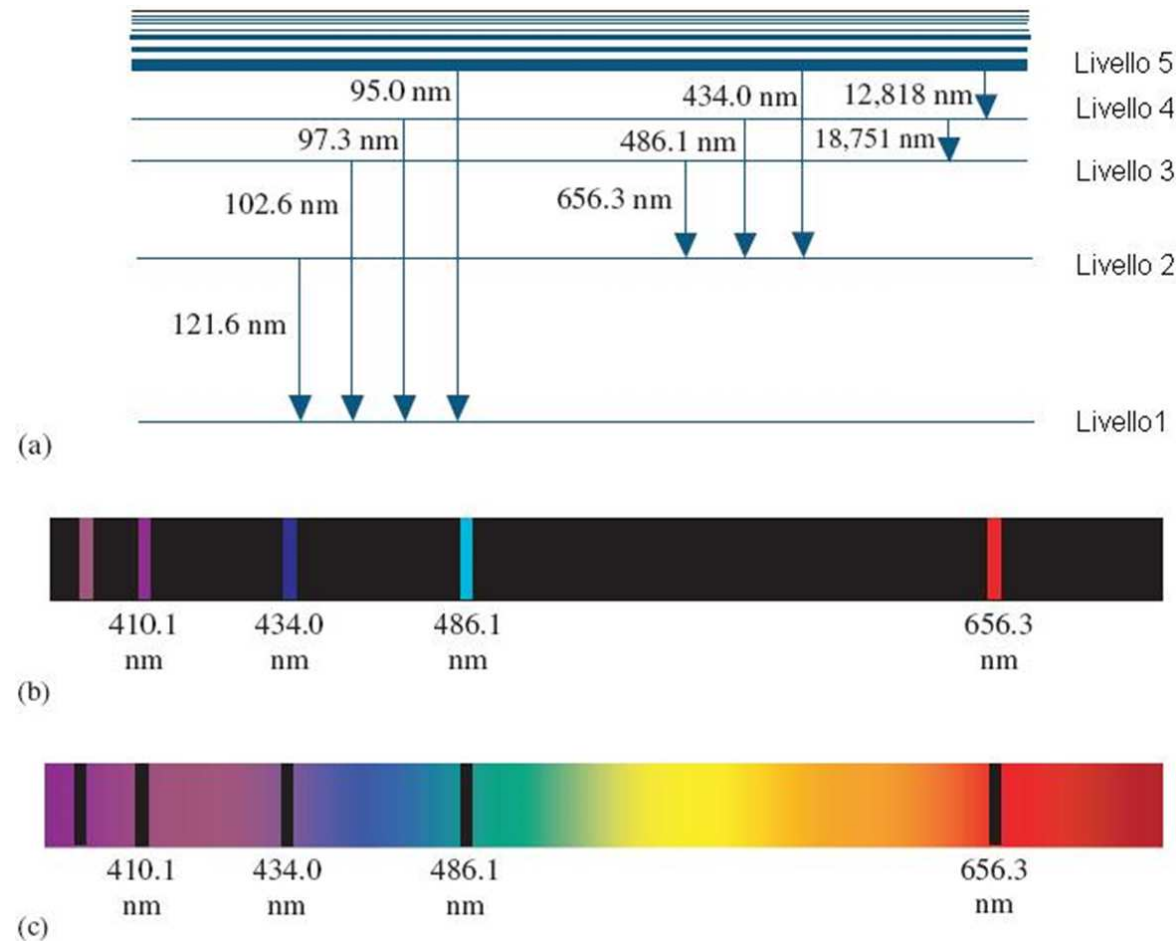 Livello 5
95.0 nm
434.0 nm
12,818 nm
Livello 4
97.3 nm
486.1 nm
18,751 nm
Livello 3
102.6 nm
656.3 nm
Livello 2
121.6 nm
Livello1
(a)
410.1 434.0 486.1 656.3
nm nm nm nm
(b)
410.1 434.0 486.1 656.3
nm nm nm nm
(c)